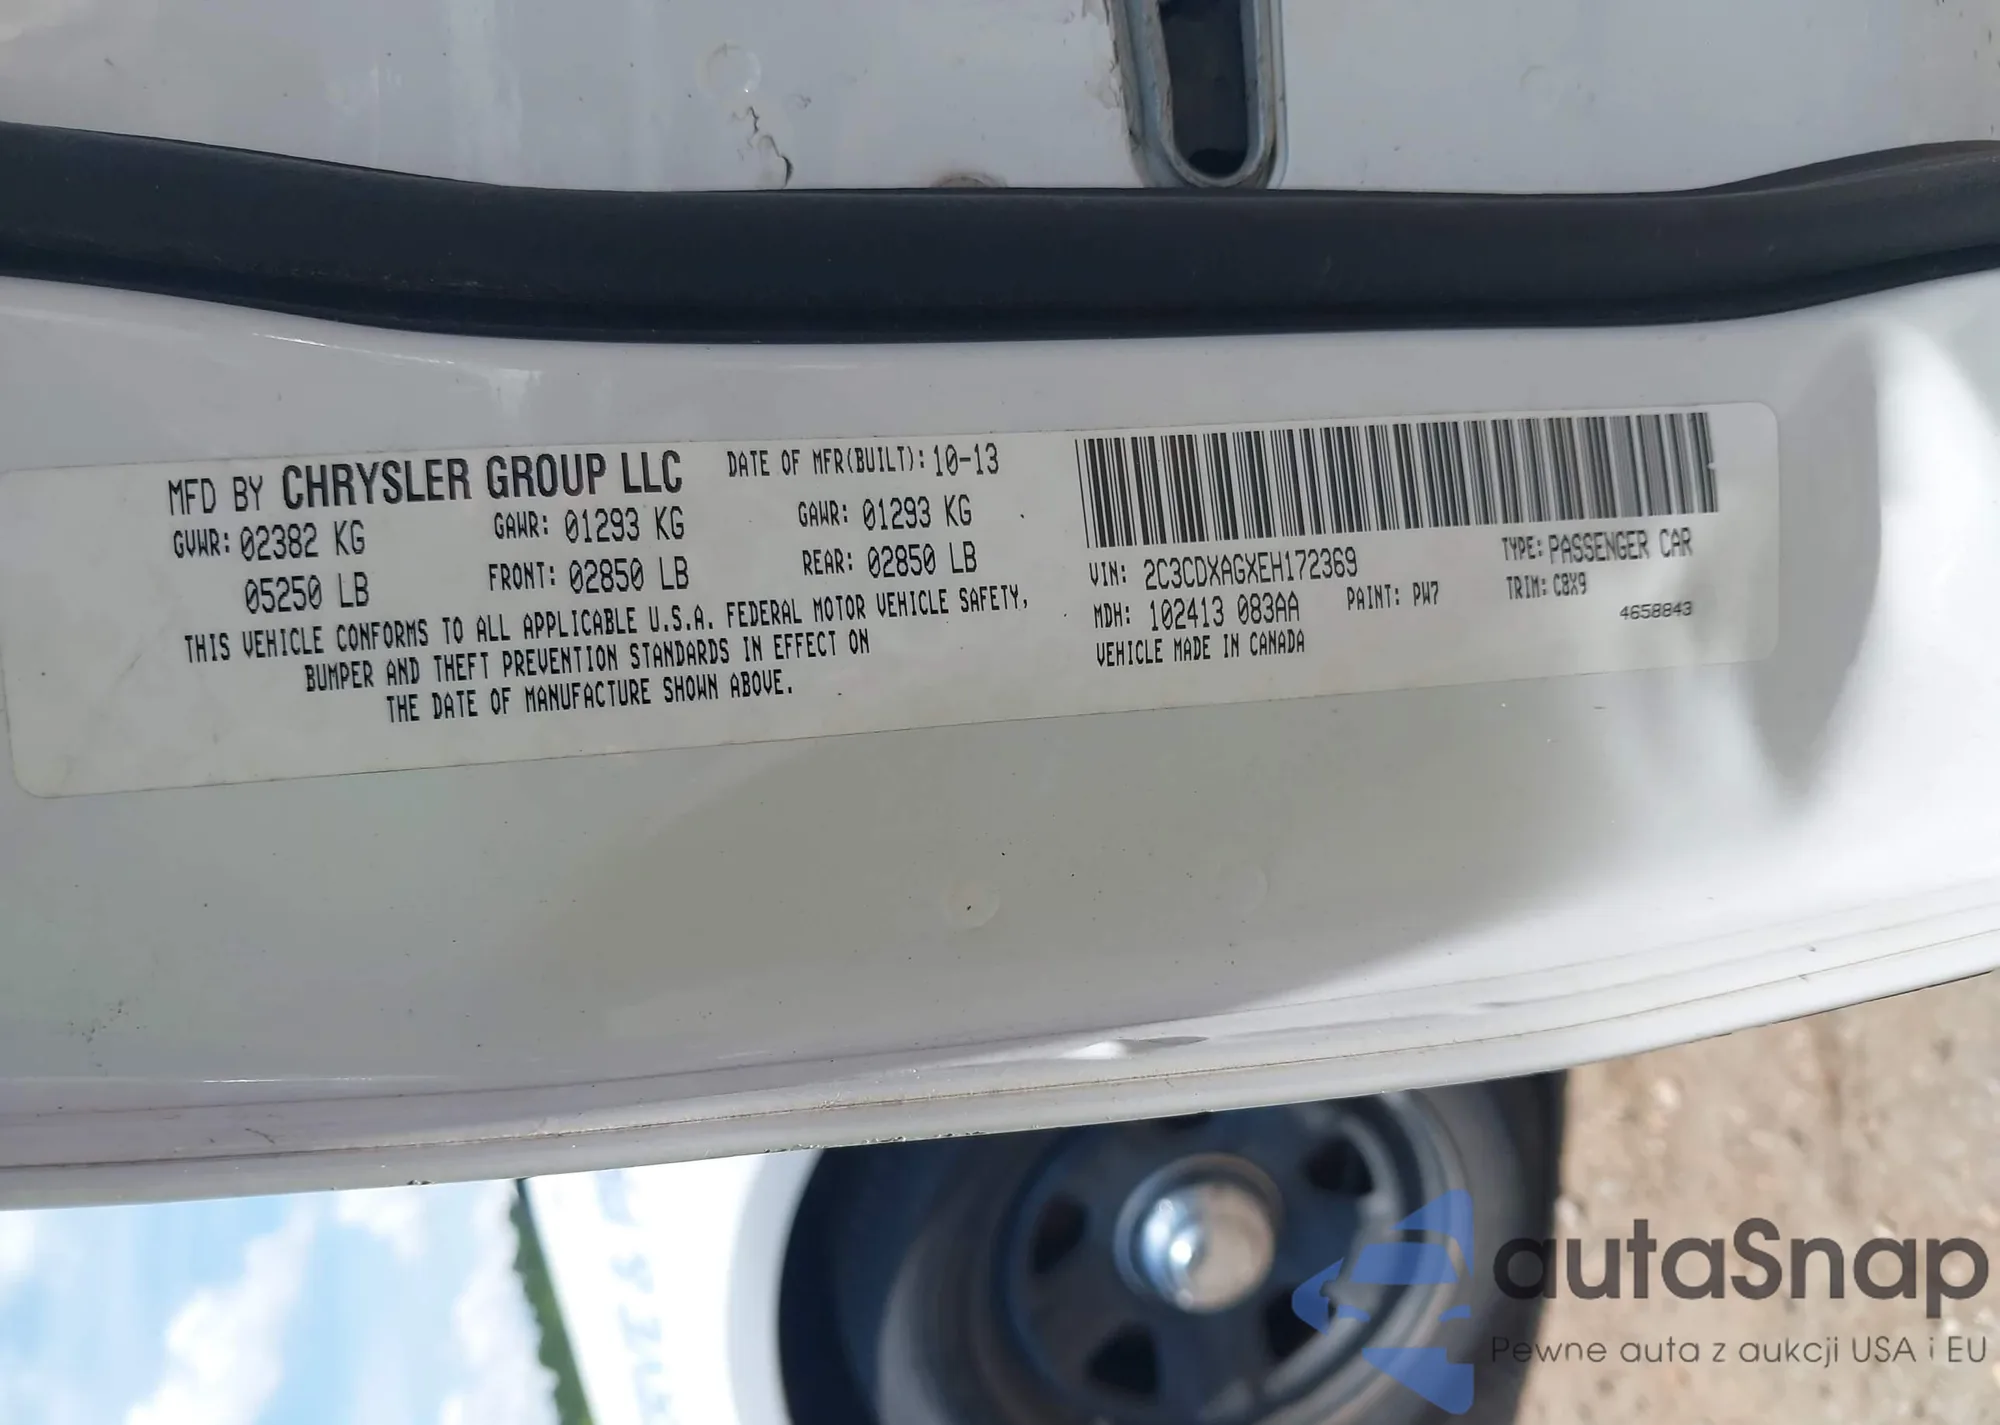 MFD BY CHRYSLER GROUP LLC DATE OF MFR(BUILT): 10-13
GVWR: 02382 KG GAWR: 01293 KG GAWR: 01293 KG
05250 LB FRONT: 02850 LB REAR: 02850 LB
THIS VEHICLE CONFORMS TO ALL APPLICABLE U.S.A. FEDERAL MOTOR VEHICLE SAFETY,
BUMPER AND THEFT PREVENTION STANDARDS IN EFFECT ON
THE DATE OF MANUFACTURE SHOWN ABOVE.
VIN: 2C3CDXAGXEH172369 TYPE: PASSENGER CAR
MDH: 102413 083AA PAINT: PW7 TRIM: C8X9
VEHICLE MADE IN CANADA 4658843
autaSnap
Pewne auta z aukcji USA i EU